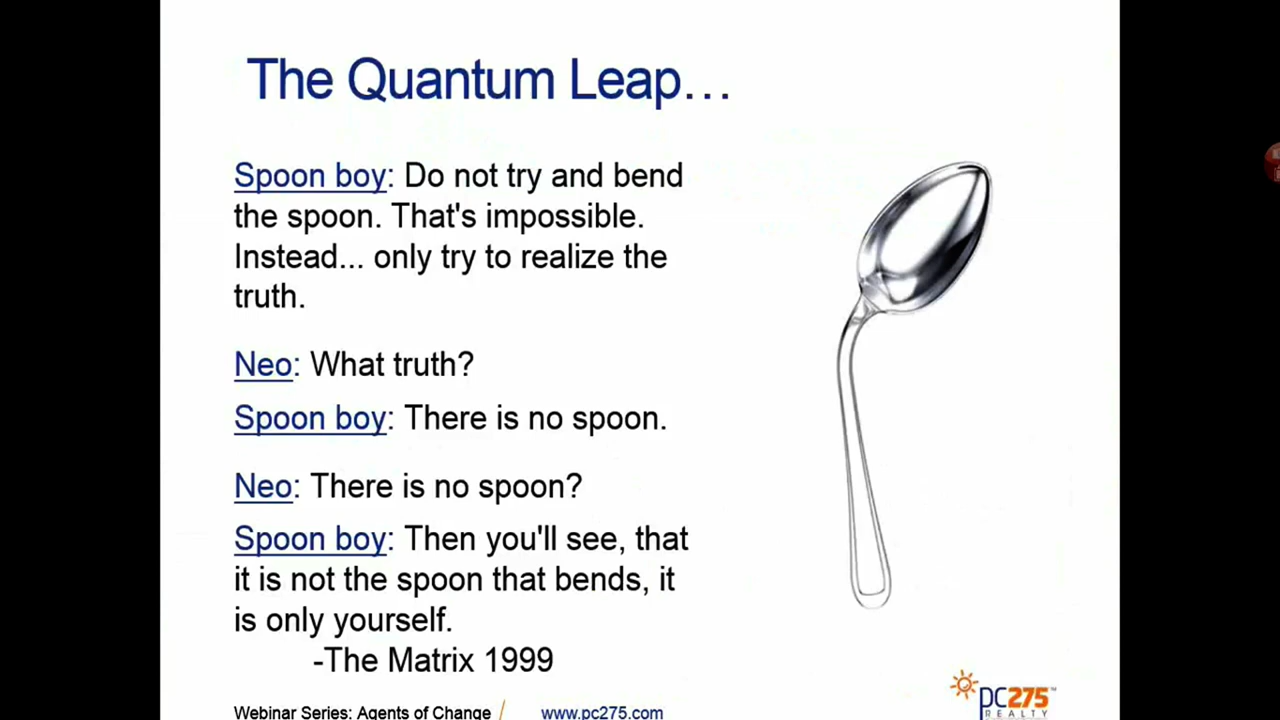 The Quantum Leap…
Spoon boy: Do not try and bend
the spoon. That's impossible.
Instead... only try to realize the
truth.
Neo: What truth?
Spoon boy: There is no spoon.
Neo: There is no spoon?
Spoon boy: Then you'll see, that
it is not the spoon that bends, it
is only yourself.
-The Matrix 1999
Webinar Series: Agents of Change / www.pc275.com
pc275™
REALTY